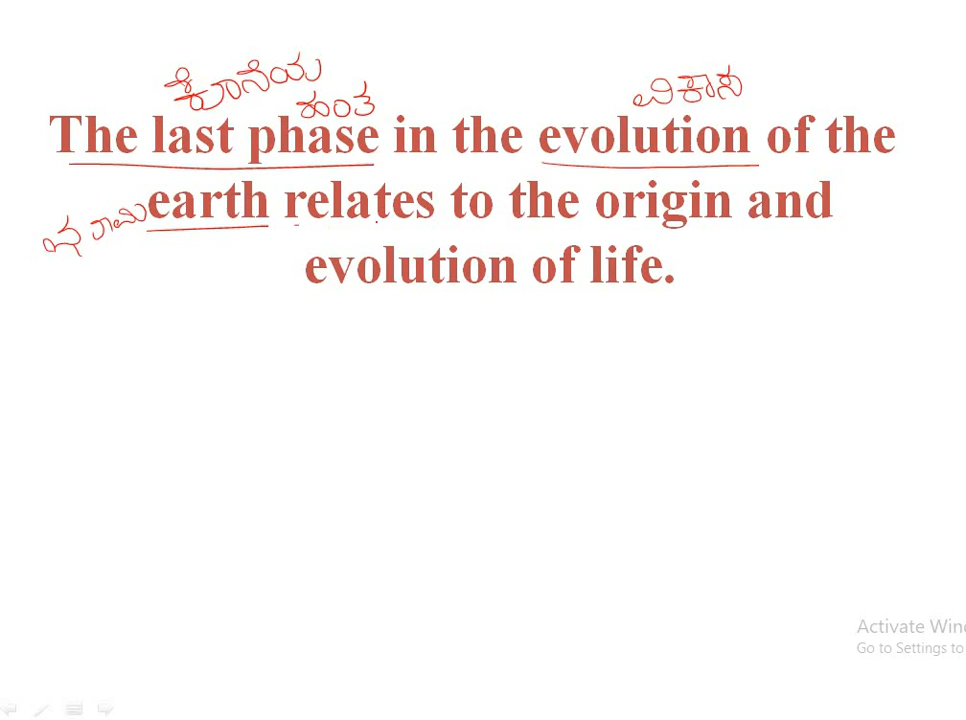 ಕೊನೆಯ
ಹಂತ
ವಿಕಾಸ
The last phase in the evolution of the
ಭೂಮಿ
earth relates to the origin and
evolution of life.
Activate Win
Go to Settings to